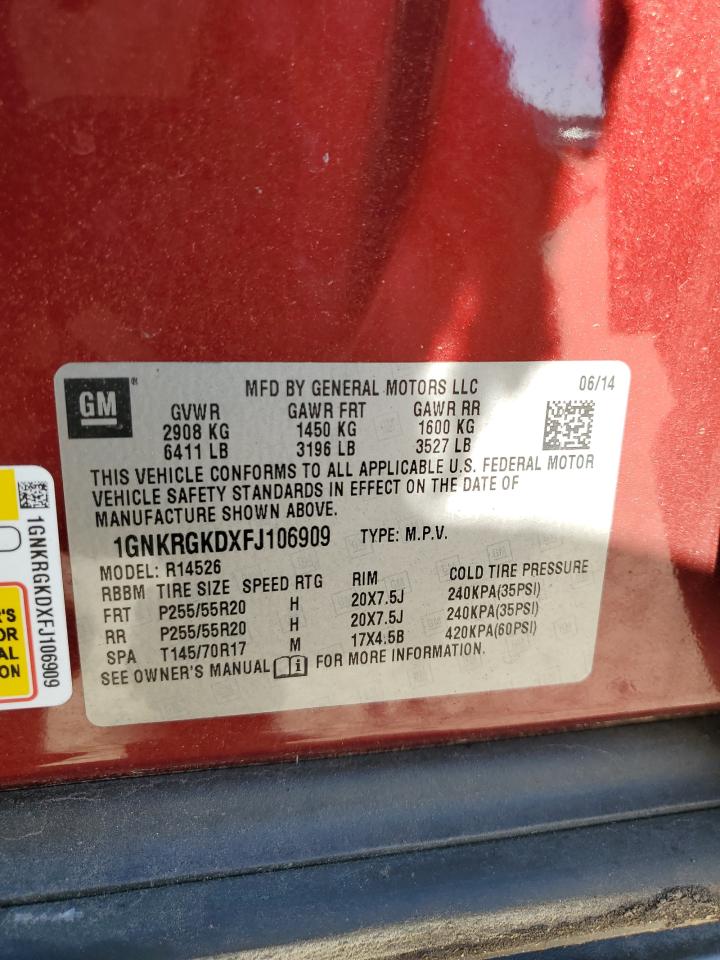 GM
MFD BY GENERAL MOTORS LLC 06/14
GVWR GAWR FRT GAWR RR
2908 KG 1450 KG 1600 KG
6411 LB 3196 LB 3527 LB
THIS VEHICLE CONFORMS TO ALL APPLICABLE U.S. FEDERAL MOTOR
VEHICLE SAFETY STANDARDS IN EFFECT ON THE DATE OF
MANUFACTURE SHOWN ABOVE.
1GNKRGKDXFJ106909 TYPE: M.P.V.
MODEL: R14526
RBBM TIRE SIZE SPEED RTG RIM COLD TIRE PRESSURE
FRT P255/55R20 H 20X7.5J 240KPA(35PSI)
RR P255/55R20 H 20X7.5J 240KPA(35PSI)
SPA T145/70R17 M 17X4.5B 420KPA(60PSI)
SEE OWNER'S MANUAL i FOR MORE INFORMATION.
1GNKRGKDXFJ106909
'S
OR
AL
ON